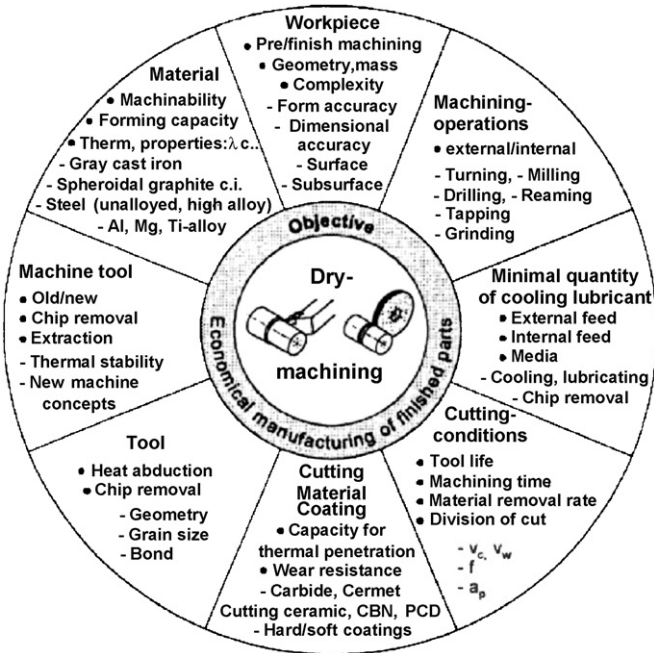 Workpiece
• Pre/finish machining
• Geometry,mass
• Complexity
- Form accuracy
- Dimensional
accuracy
- Surface
- Subsurface
Machining-
operations
• external/internal
- Turning, - Milling
- Drilling, - Reaming
- Tapping
- Grinding
Minimal quantity
of cooling lubricant
• External feed
• Internal feed
• Media
- Cooling, lubricating
- Chip removal
Cutting-
conditions
• Tool life
• Machining time
• Material removal rate
• Division of cut
- vc, vw
- f
- ap
Cutting
Material
Coating
• Capacity for
thermal penetration
• Wear resistance
- Carbide, Cermet
Cutting ceramic, CBN, PCD
- Hard/soft coatings
Tool
• Heat abduction
• Chip removal
- Geometry
- Grain size
- Bond
Machine tool
• Old/new
• Chip removal
• Extraction
- Thermal stability
- New machine
concepts
Material
• Machinability
• Forming capacity
• Therm, properties:λ c..
- Gray cast iron
- Spheroidal graphite c.i.
- Steel (unalloyed, high alloy)
- Al, Mg, Ti-alloy
Objective
Economical manufacturing of finished parts
Dry-
machining